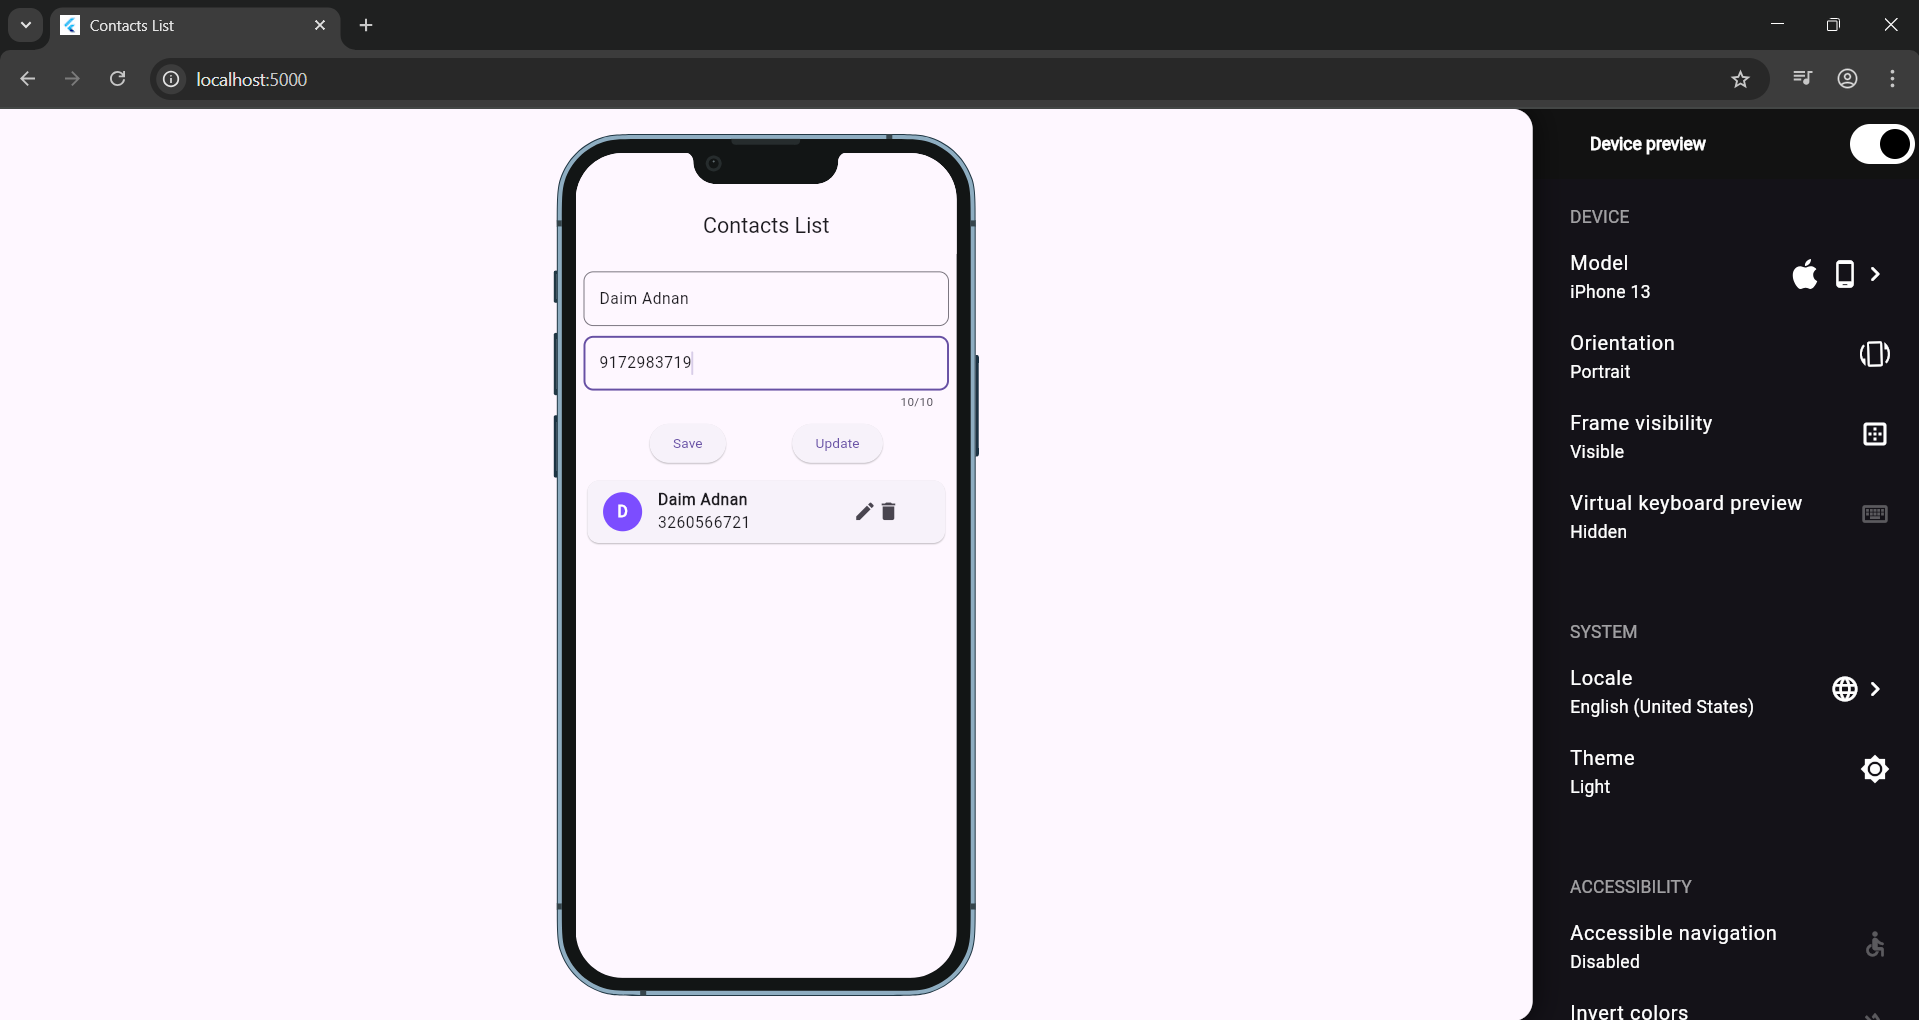 Contacts List
localhost:5000
Contacts List
Daim Adnan
9172983719
10/10
Save Update
D
Daim Adnan
3260566721
Device preview
DEVICE
Model
iPhone 13
Orientation
Portrait
Frame visibility
Visible
Virtual keyboard preview
Hidden
SYSTEM
Locale
English (United States)
Theme
Light
ACCESSIBILITY
Accessible navigation
Disabled
Invert colors